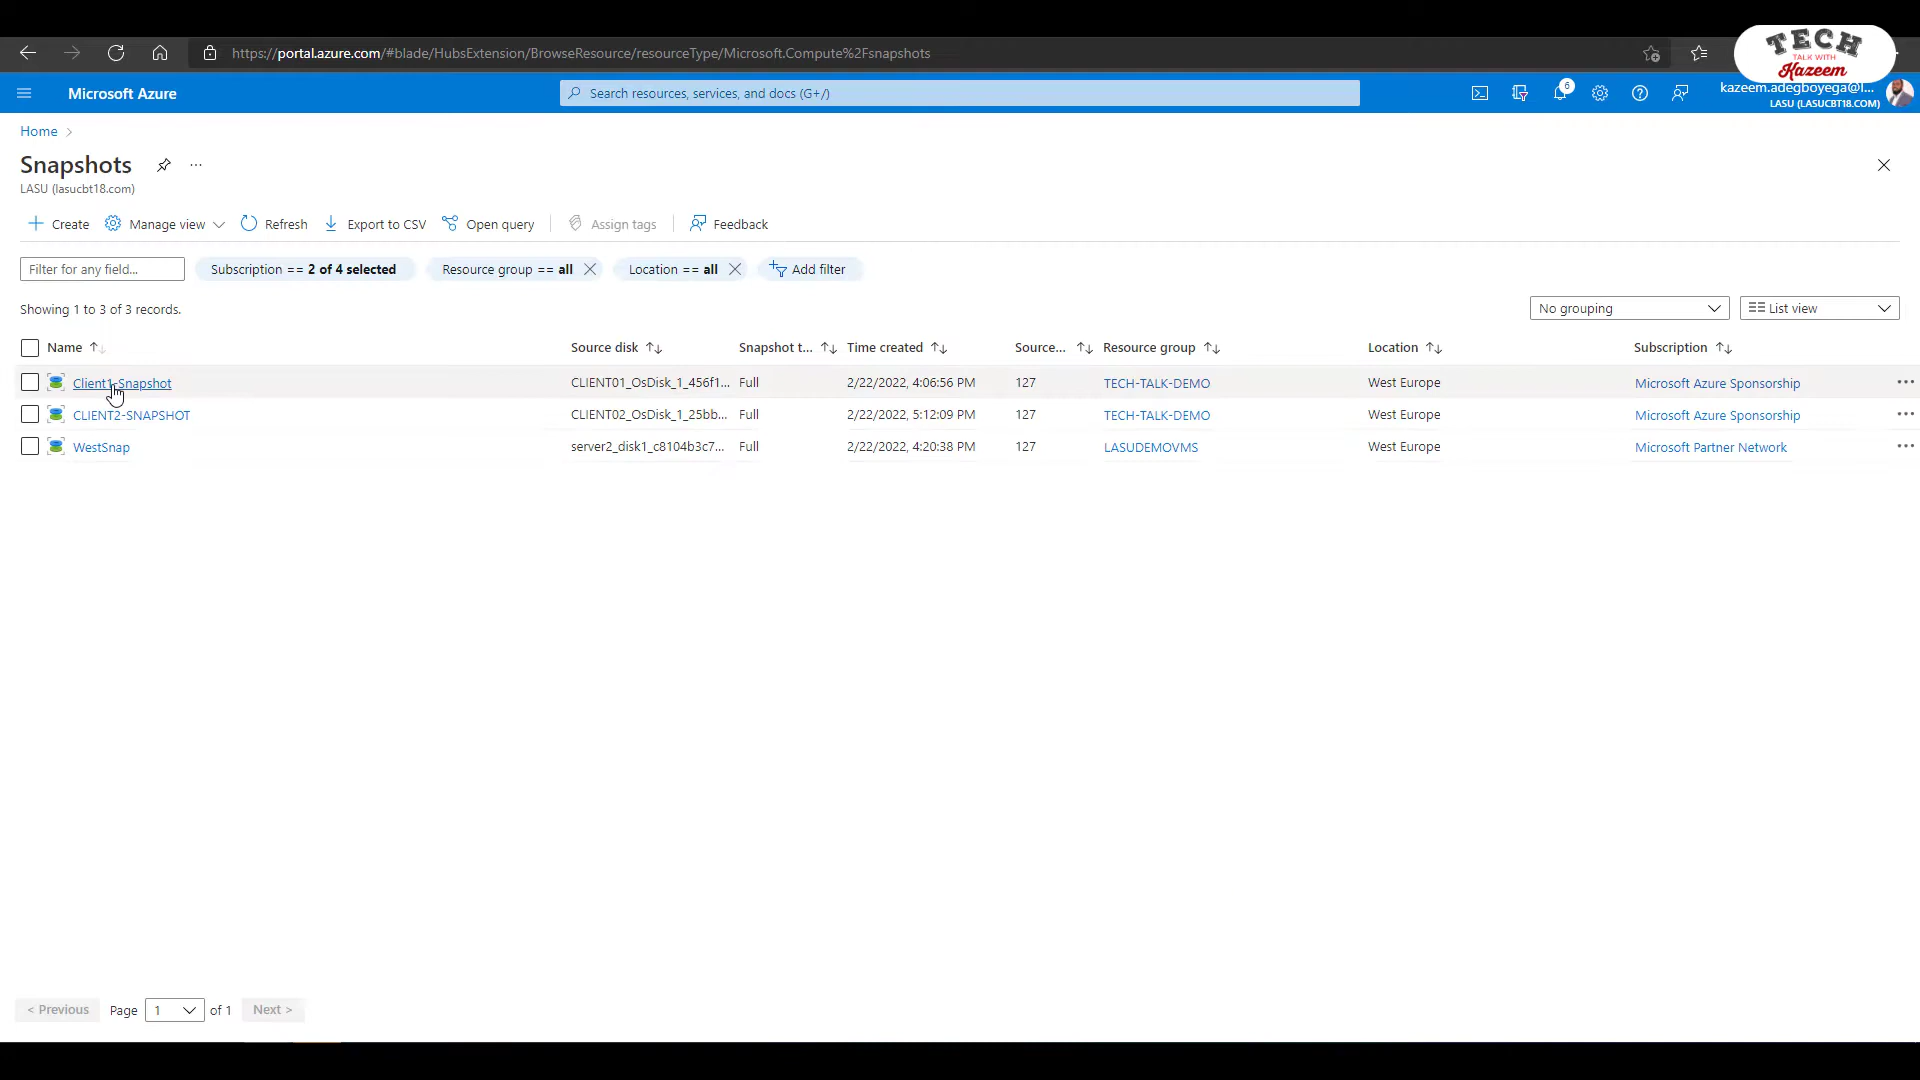 https://portal.azure.com/#blade/HubsExtension/BrowseResource/resourceType/Microsoft.Compute%2Fsnapshots
TECH
TALK WITH
Kazeem
Microsoft Azure
Search resources, services, and docs (G+/)
6
kazeem.adegboyega@l...
LASU (LASUCBT18.COM)
Home >
Snapshots
LASU (lasucbt18.com)
Create Manage view Refresh Export to CSV Open query Assign tags Feedback
Filter for any field... Subscription == 2 of 4 selected Resource group == all Location == all Add filter
Showing 1 to 3 of 3 records. No grouping List view
Name Source disk Snapshot t... Time created Source... Resource group Location Subscription
Client1-Snapshot CLIENT01_OsDisk_1_456f1... Full 2/22/2022, 4:06:56 PM 127 TECH-TALK-DEMO West Europe Microsoft Azure Sponsorship
CLIENT2-SNAPSHOT CLIENT02_OsDisk_1_25bb... Full 2/22/2022, 5:12:09 PM 127 TECH-TALK-DEMO West Europe Microsoft Azure Sponsorship
WestSnap server2_disk1_c8104b3c7... Full 2/22/2022, 4:20:38 PM 127 LASUDEMOVMS West Europe Microsoft Partner Network
< Previous Page 1 of 1 Next >